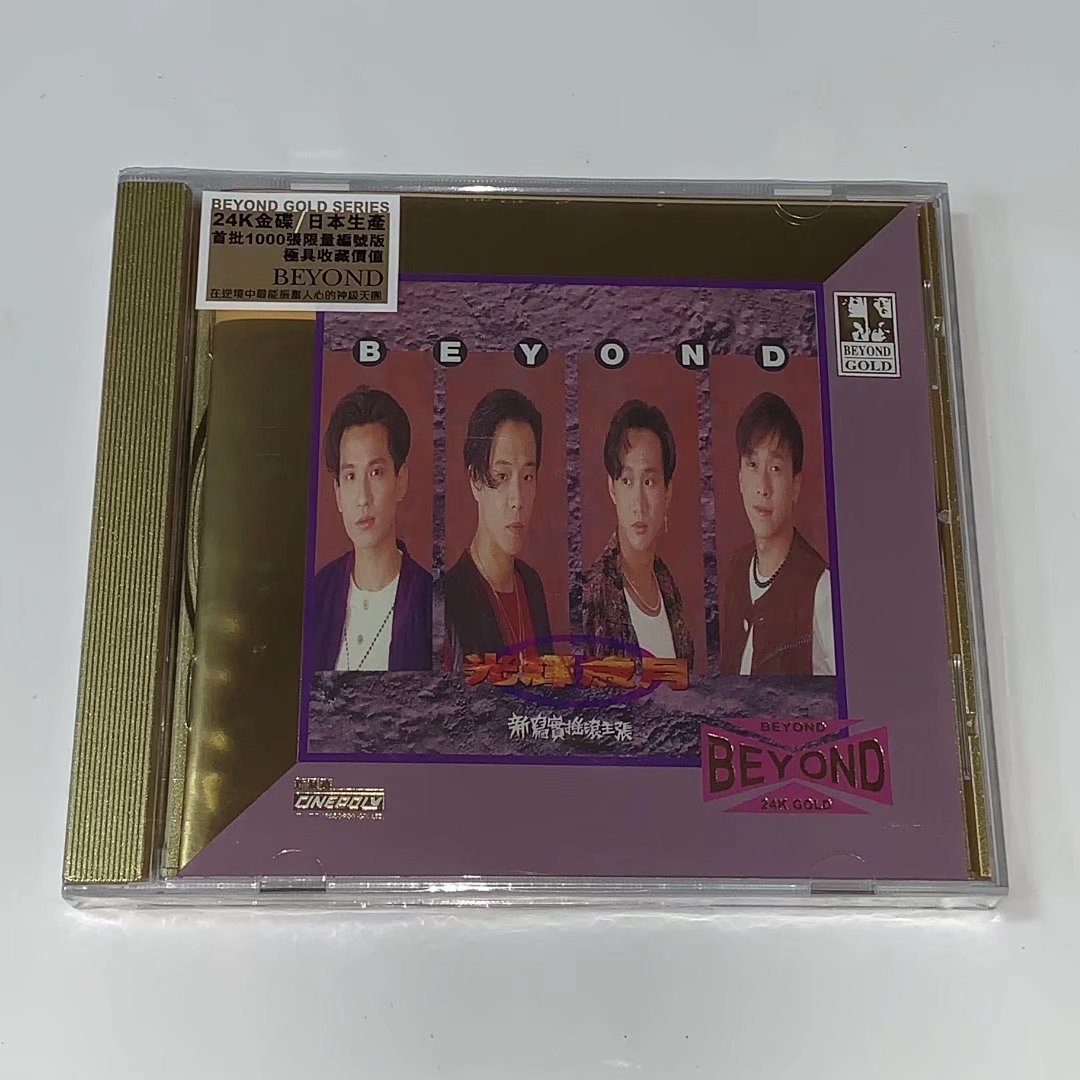 BEYOND GOLD SERIES
24K金碟/日本生產
首批1000張限量編號版
極具收藏價值
BEYOND
在逆境中最能振奮人心的神級天團
BEYOND
BEYOND
GOLD
光輝歲月
新寫實搖滾主張
BEYOND
BEYOND
24K GOLD
CINEPOLY